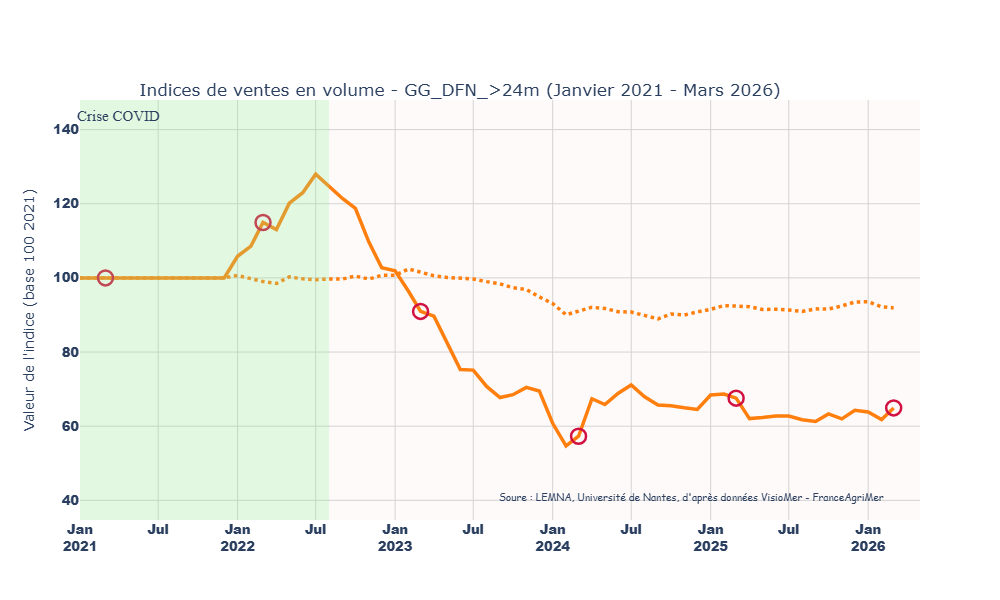 Indices de ventes en volume - GG_DFN_>24m (Janvier 2021 - Mars 2026)
Crise COVID
Valeur de l'indice (base 100 2021)
140
120
100
80
60
40
Soure : LEMNA, Université de Nantes, d'après données VisioMer - FranceAgriMer
Jan Jul Jan Jul Jan Jul Jan Jul Jan Jul Jan
2021 2022 2023 2024 2025 2026